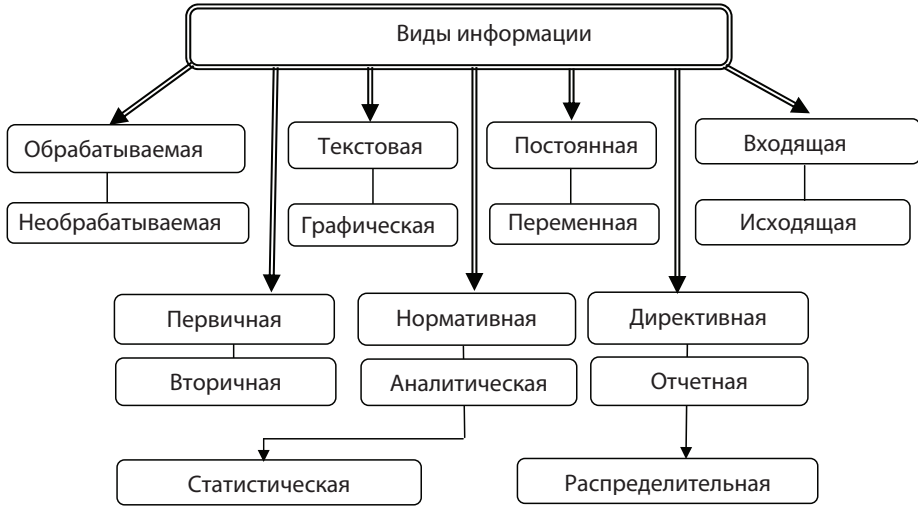 Виды информации
Обрабатываемая
Текстовая
Постоянная
Входящая
Необрабатываемая
Графическая
Переменная
Исходящая
Первичная
Нормативная
Директивная
Вторичная
Аналитическая
Отчетная
Статистическая
Распределительная